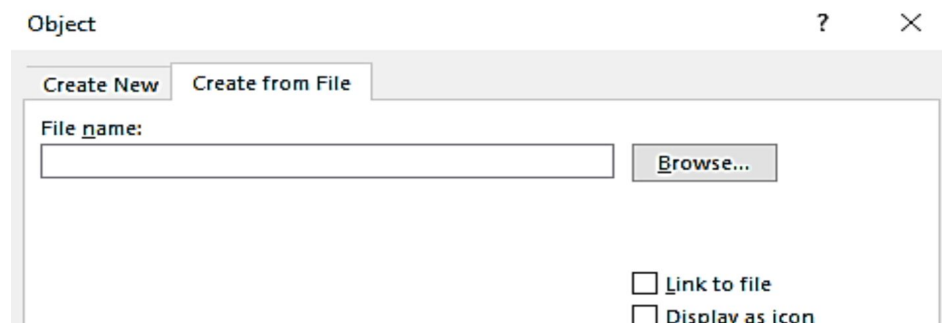 Object ?
Create New Create from File
File name:
Browse...
Link to file
Display as icon